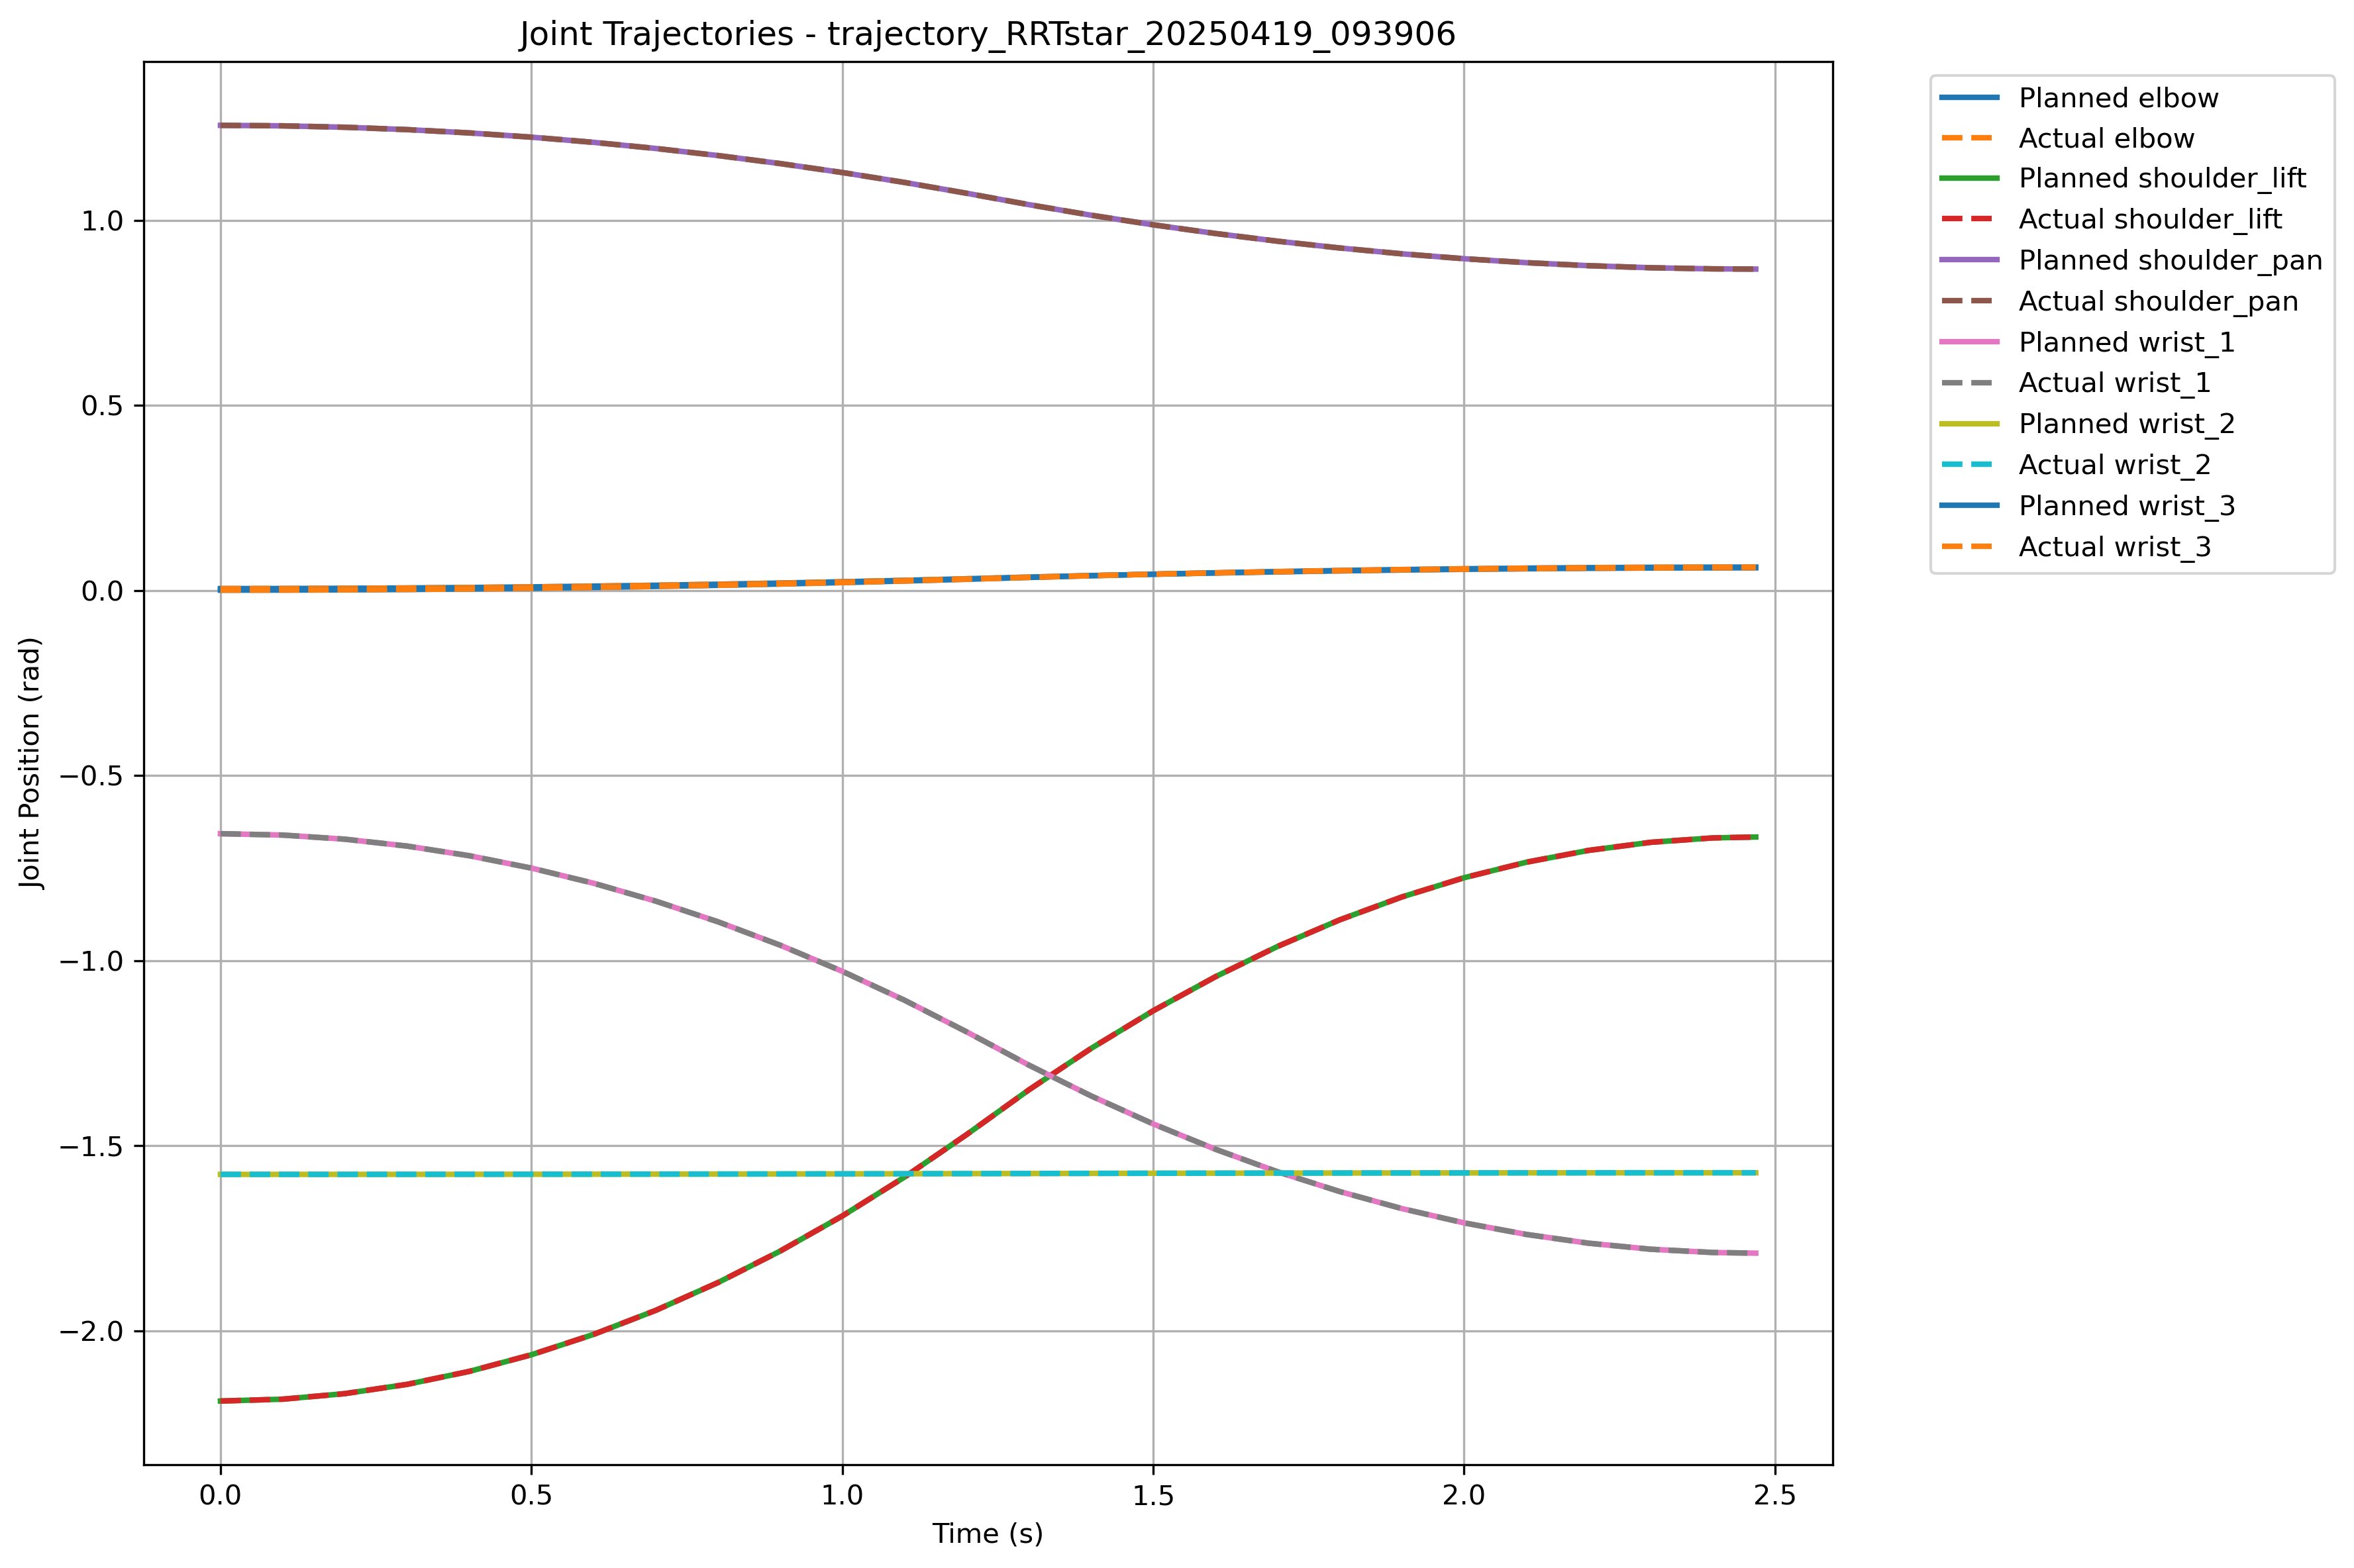 Joint Trajectories - trajectory_RRTstar_20250419_093906
Planned elbow
Actual elbow
Planned shoulder_lift
Actual shoulder_lift
Planned shoulder_pan
Actual shoulder_pan
Planned wrist_1
Actual wrist_1
Planned wrist_2
Actual wrist_2
Planned wrist_3
Actual wrist_3
Joint Position (rad)
1.0
0.5
0.0
−0.5
−1.0
−1.5
−2.0
0.0
0.5
1.0
1.5
2.0
2.5
Time (s)